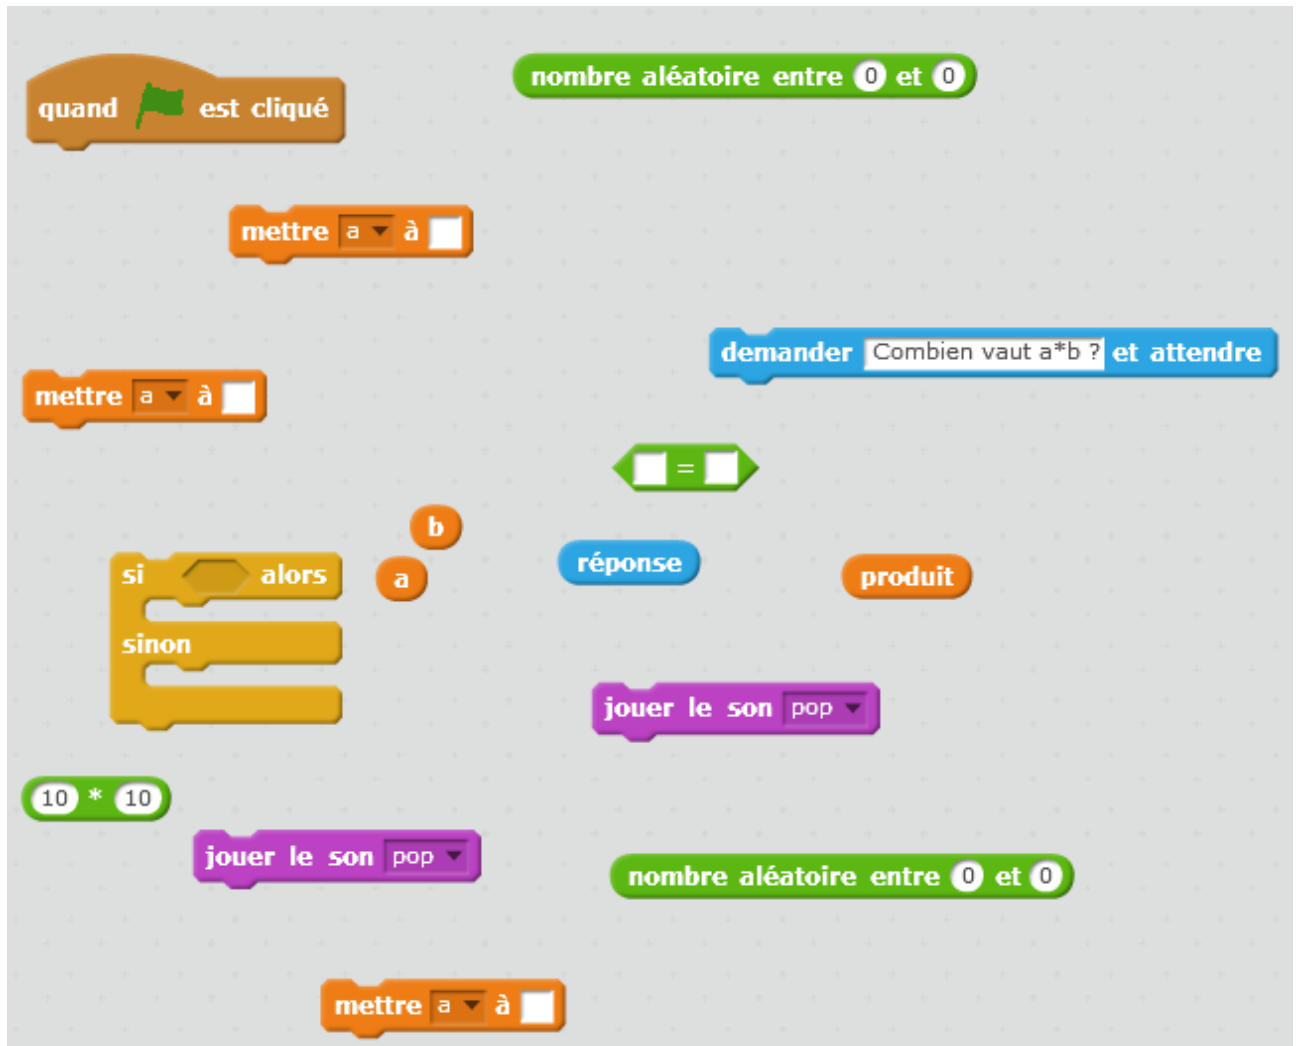 nombre aléatoire entre 0 et 0
quand est cliqué
mettre a à
demander Combien vaut a*b ? et attendre
mettre a à
=
b
si alors
a
réponse
produit
sinon
jouer le son pop
10 * 10
jouer le son pop
nombre aléatoire entre 0 et 0
mettre a à